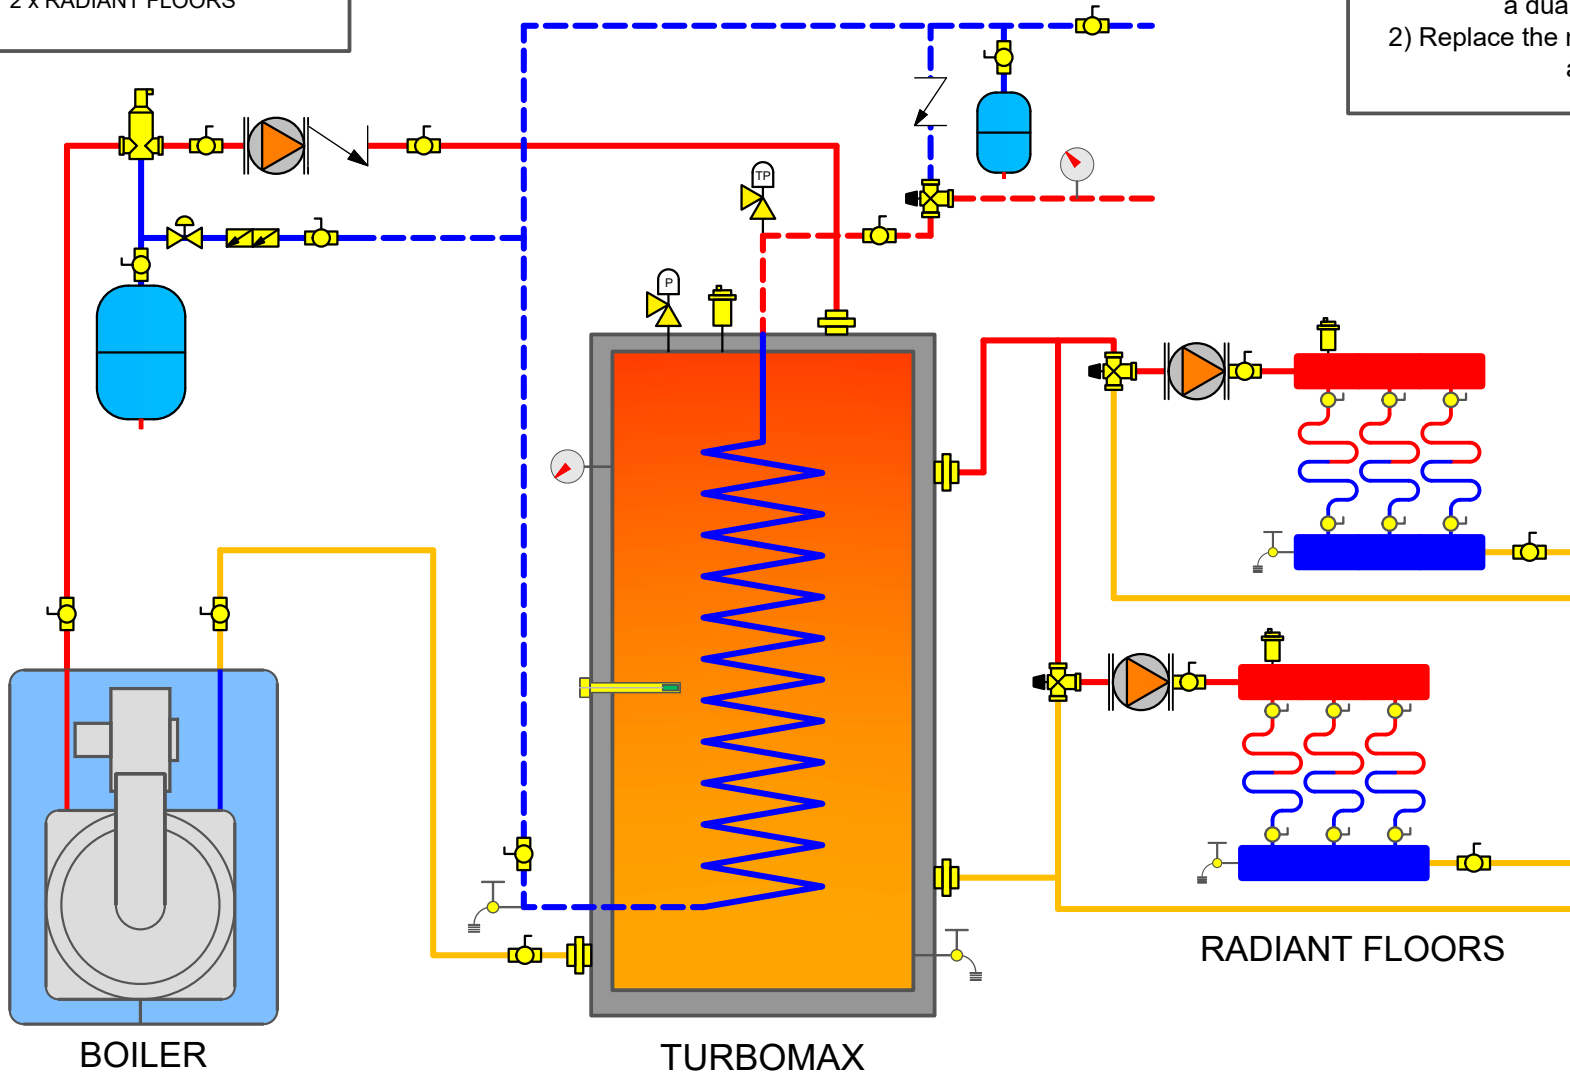 2 x RADIANT FLOORS
a dua
2) Replace the r
a
TP
P
RADIANT FLOORS
BOILER
TURBOMAX